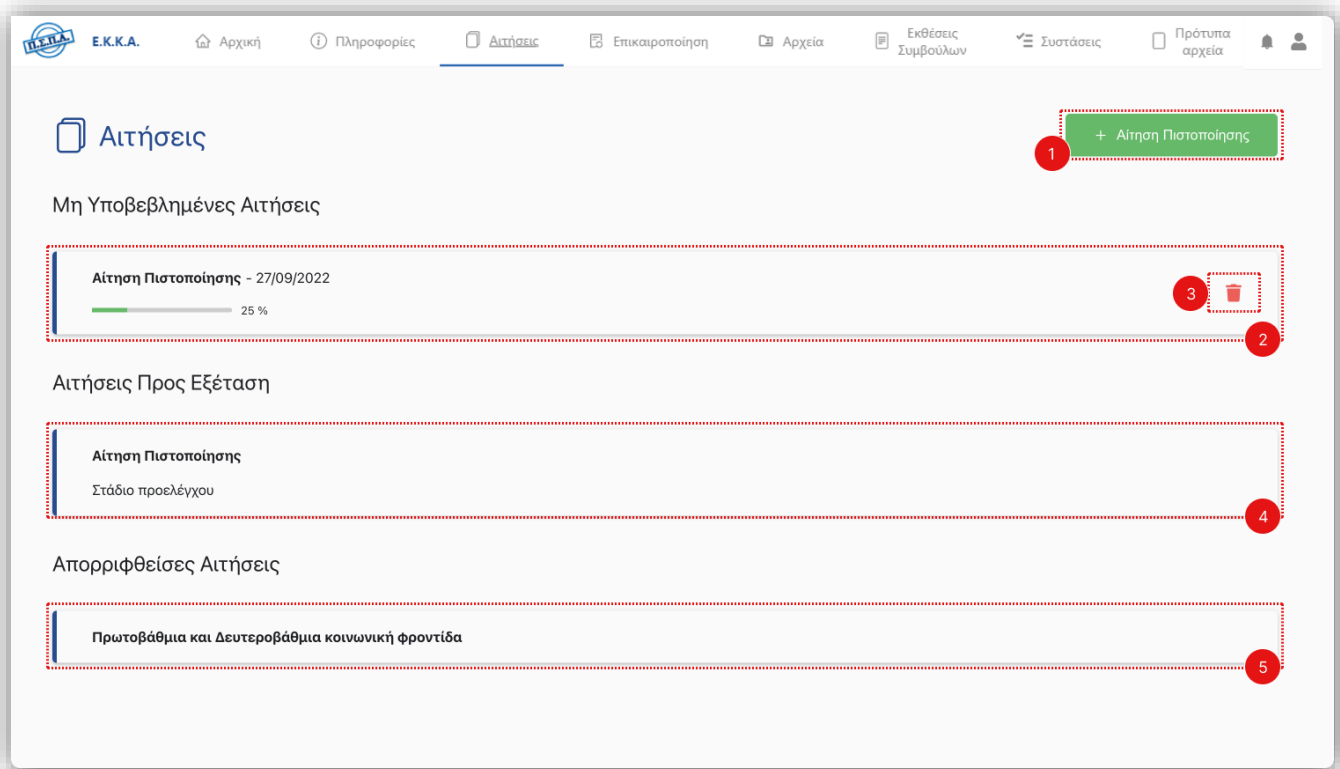 Π.Σ.Π.Α.
Ε.Κ.Κ.Α.
Αρχική
Πληροφορίες
Αιτήσεις
Επικαιροποίηση
Αρχεία
Εκθέσεις
Συμβούλων
Συστάσεις
Πρότυπα
αρχεία
Αιτήσεις
+ Αίτηση Πιστοποίησης
1
Μη Υποβεβλημένες Αιτήσεις
Αίτηση Πιστοποίησης - 27/09/2022
25 %
3
2
Αιτήσεις Προς Εξέταση
Αίτηση Πιστοποίησης
Στάδιο προελέγχου
4
Απορριφθείσες Αιτήσεις
Πρωτοβάθμια και Δευτεροβάθμια κοινωνική φροντίδα
5